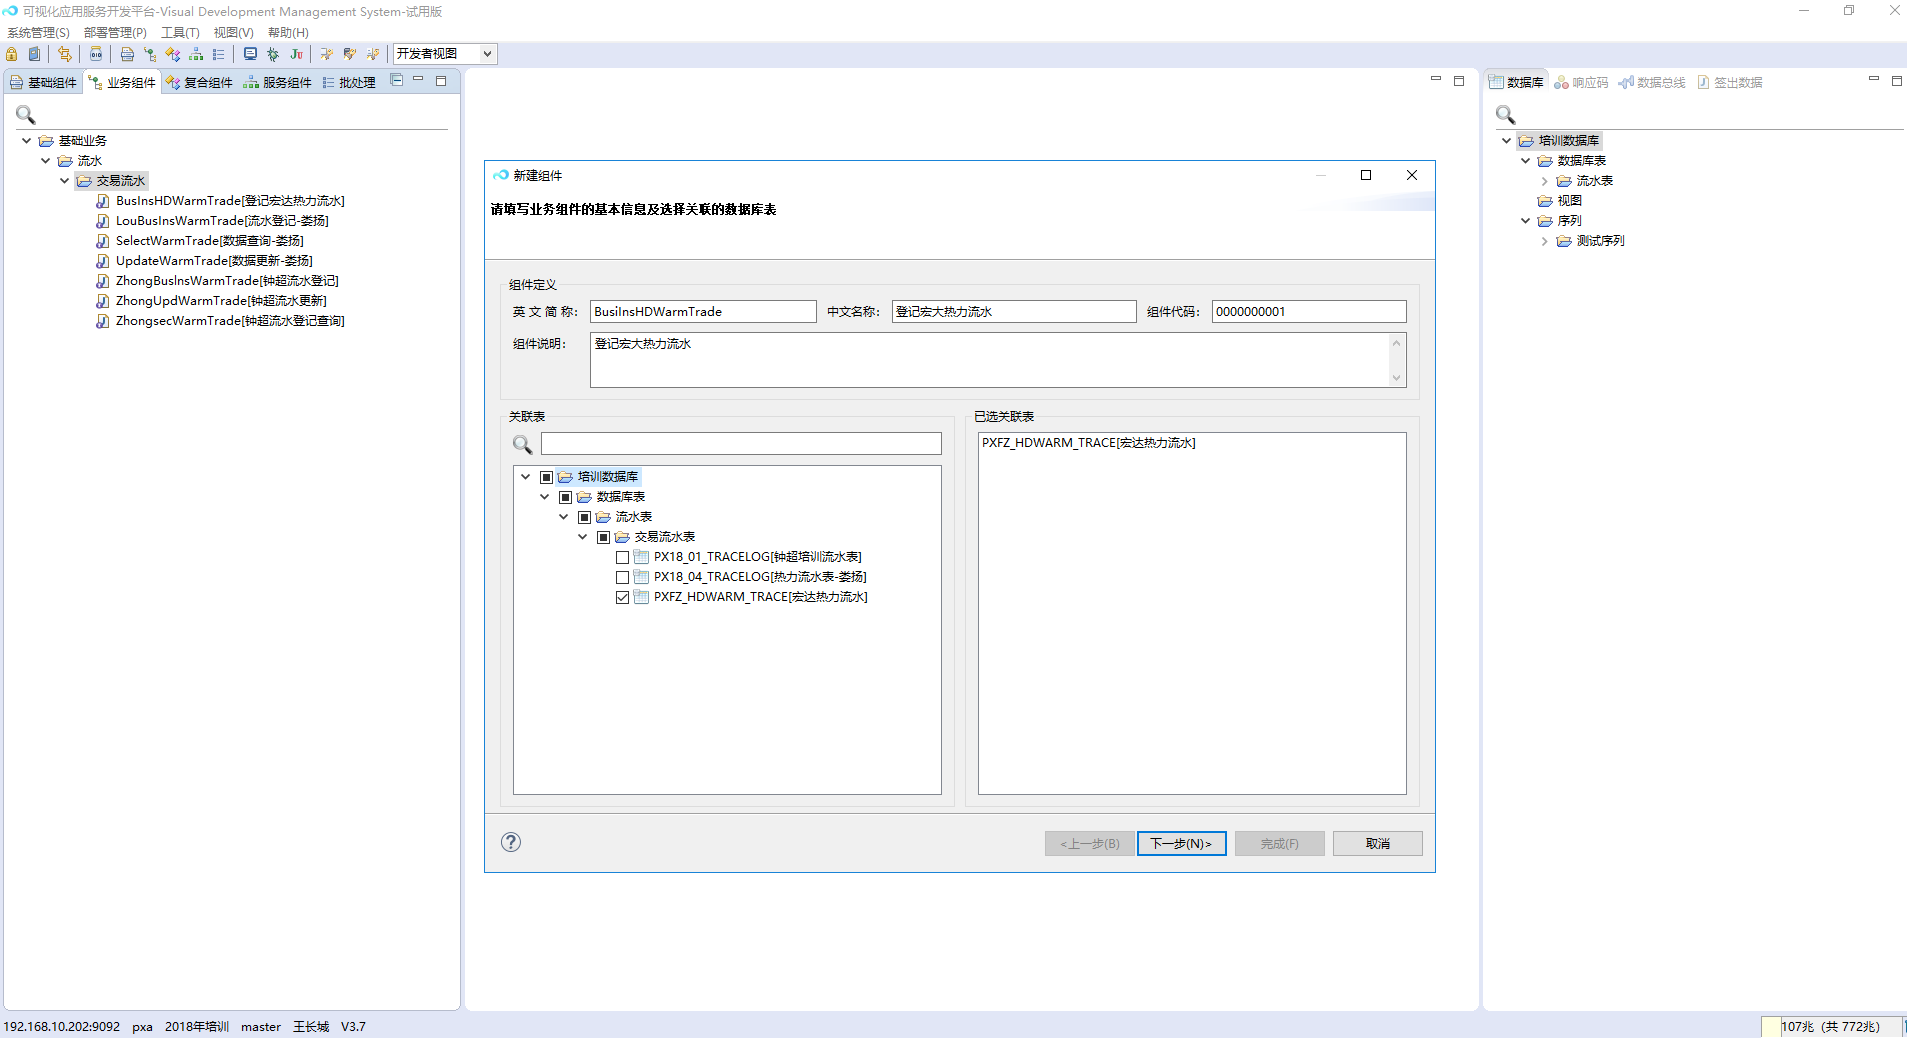 可视化应用服务开发平台-Visual Development Management System-试用版
系统管理(S) 部署管理(P) 工具(T) 视图(V) 帮助(H)
010 Ju 开发者视图
基础组件 业务组件 复合组件 服务组件 批处理
数据库 响应码 数据总线 签出数据
基础业务
流水
交易流水
BusInsHDWarmTrade[登记宏达热力流水]
LouBusInsWarmTrade[流水登记-娄扬]
SelectWarmTrade[数据查询-娄扬]
UpdateWarmTrade[数据更新-娄扬]
ZhongBusInsWarmTrade[钟超流水登记]
ZhongUpdWarmTrade[钟超流水更新]
ZhongsecWarmTrade[钟超流水登记查询]
新建组件
请填写业务组件的基本信息及选择关联的数据库表
组件定义
英 文 简 称: BusiInsHDWarmTrade 中文名称: 登记宏大热力流水 组件代码: 0000000001
组件说明: 登记宏大热力流水
关联表
培训数据库
数据库表
流水表
交易流水表
PX18_01_TRACELOG[钟超培训流水表]
PX18_04_TRACELOG[热力流水表-娄扬]
PXFZ_HDWARM_TRACE[宏达热力流水]
已选关联表
PXFZ_HDWARM_TRACE[宏达热力流水]
? <上一步(B) 下一步(N)> 完成(F) 取消
培训数据库
数据库表
流水表
视图
序列
测试序列
192.168.10.202:9092 pxa 2018年培训 master 王长城 V3.7
107兆 (共 772兆)